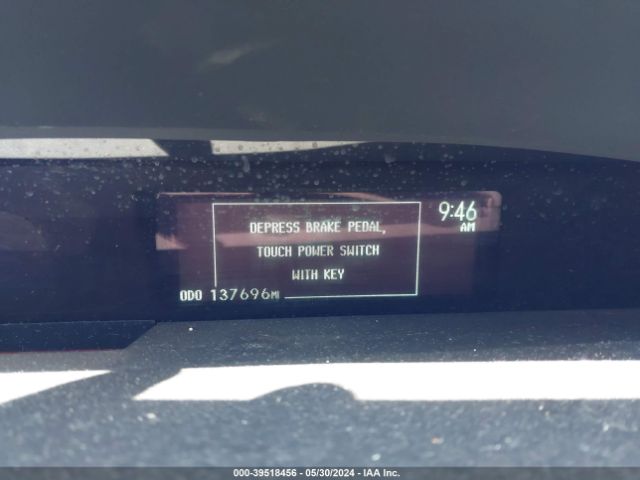 9:46
AM
DEPRESS BRAKE PEDAL,
TOUCH POWER SWITCH
WITH KEY
ODO 137696MI
000-39518456 - 05/30/2024 - IAA Inc.